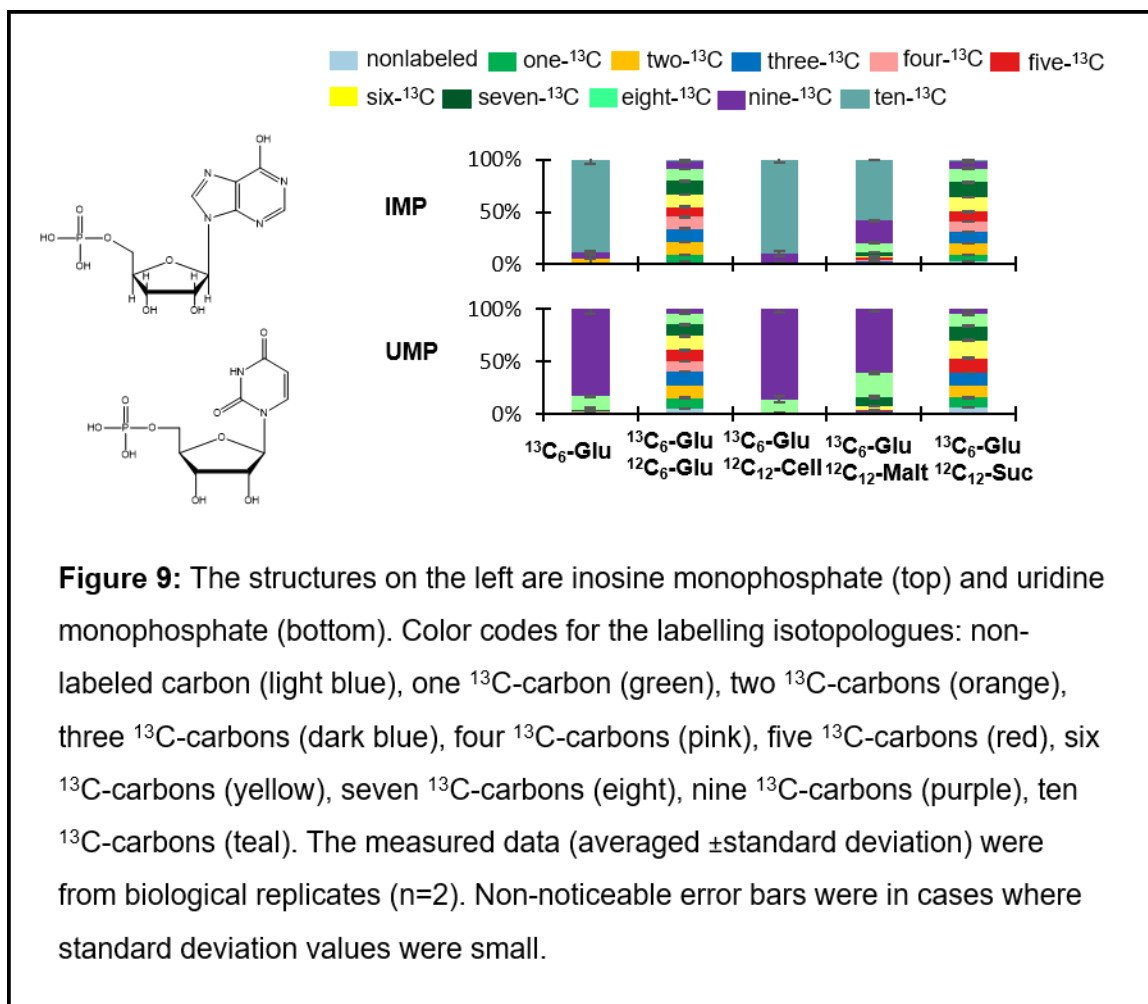 nonlabeled one-¹³C two-¹³C three-¹³C four-¹³C five-¹³C
six-¹³C seven-¹³C eight-¹³C nine-¹³C ten-¹³C
OH
N N
N N
O
HO P O
OH
O
H H H H
OH OH
IMP
100%
50%
0%
O
HN
O N
O
HO P O
OH
O
OH OH
UMP
100%
50%
0%
¹³C₆-Glu
¹³C₆-Glu
¹²C₆-Glu
¹³C₆-Glu
¹²C₁₂-Cell
¹³C₆-Glu
¹²C₁₂-Malt
¹³C₆-Glu
¹²C₁₂-Suc
Figure 9: The structures on the left are inosine monophosphate (top) and uridine
monophosphate (bottom). Color codes for the labelling isotopologues: non-
labeled carbon (light blue), one ¹³C-carbon (green), two ¹³C-carbons (orange),
three ¹³C-carbons (dark blue), four ¹³C-carbons (pink), five ¹³C-carbons (red), six
¹³C-carbons (yellow), seven ¹³C-carbons (eight), nine ¹³C-carbons (purple), ten
¹³C-carbons (teal). The measured data (averaged ±standard deviation) were
from biological replicates (n=2). Non-noticeable error bars were in cases where
standard deviation values were small.